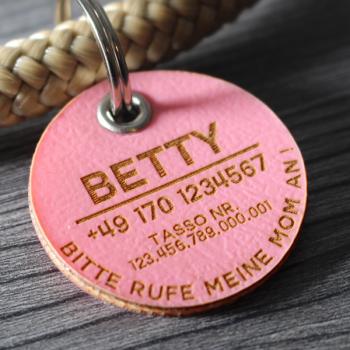 BETTY
+49 170 1234567
TASSO NR.
123.456.789.000.001
BITTE RUFE MEINE MOM AN!